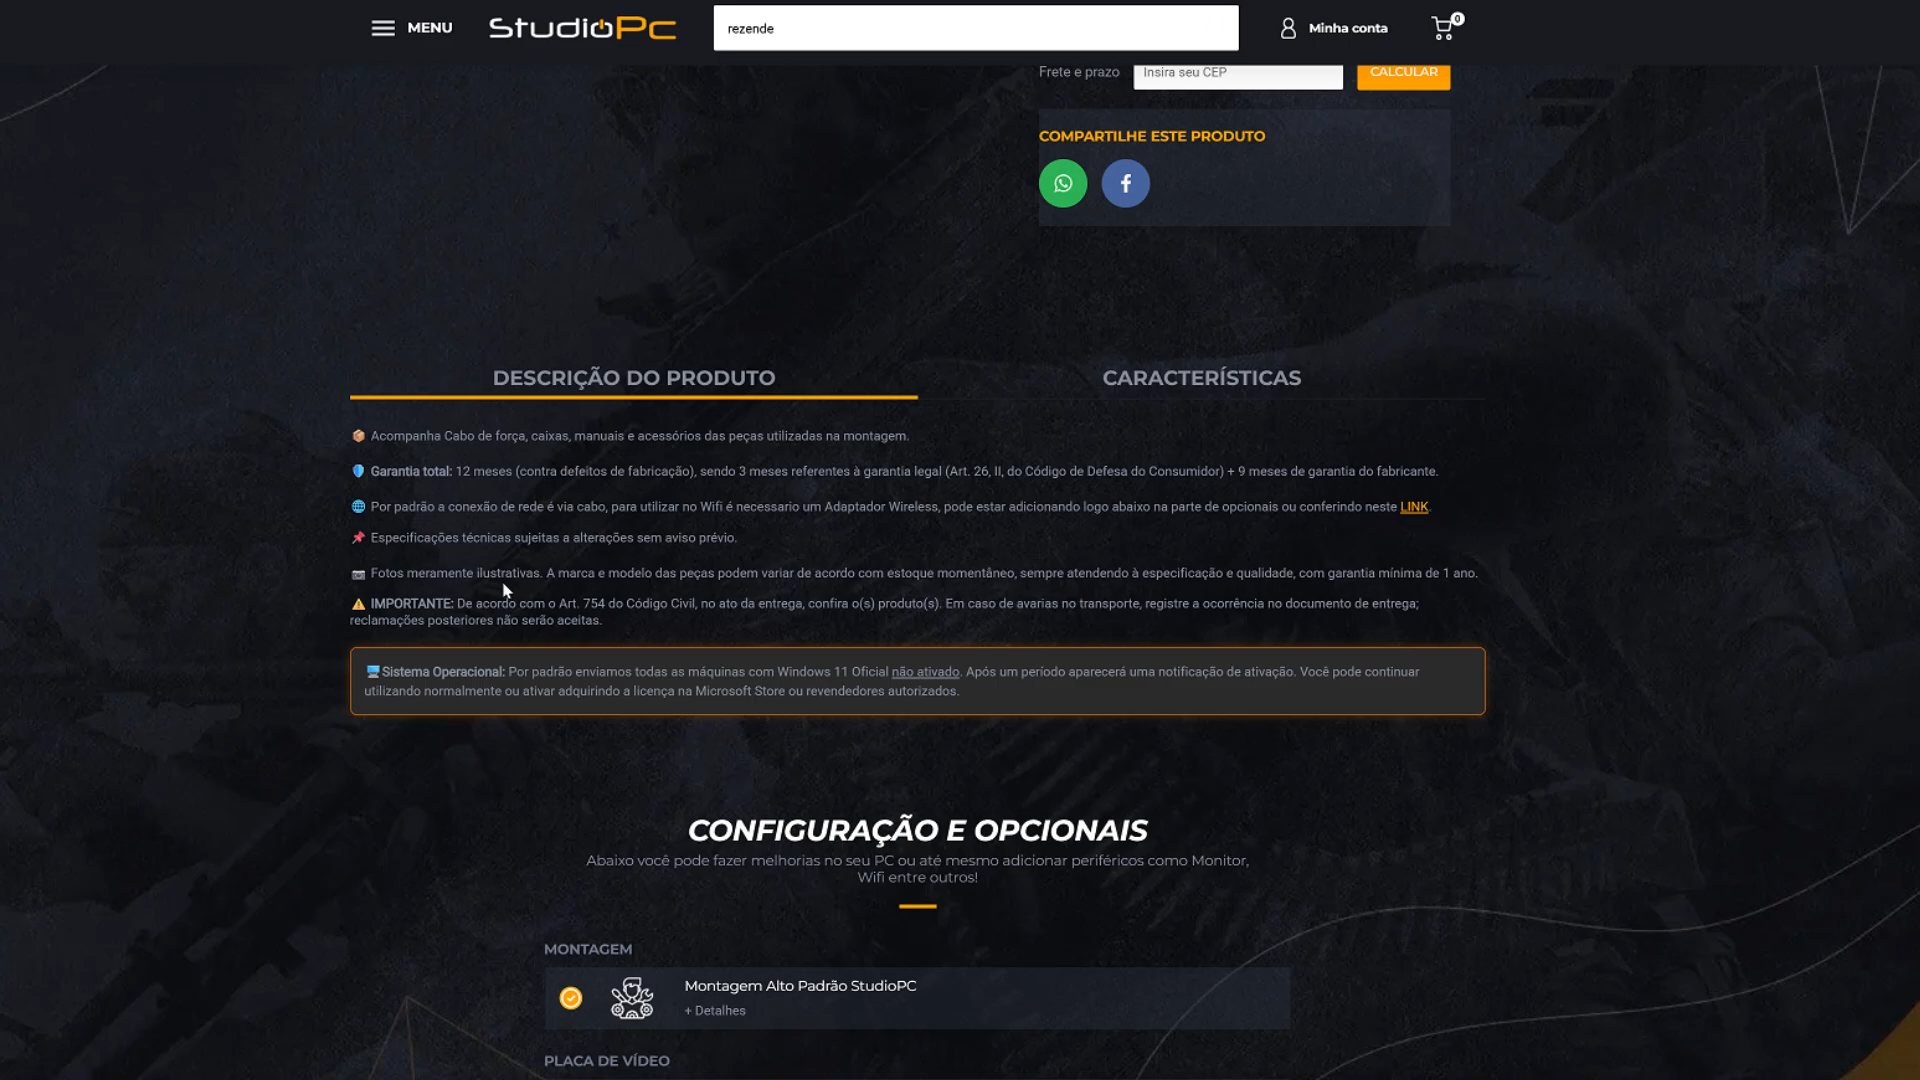 MENU
StudioPc
rezende
Minha conta
0
Frete e prazo
Insira seu CEP
CALCULAR
COMPARTILHE ESTE PRODUTO
DESCRIÇÃO DO PRODUTO
CARACTERÍSTICAS
Acompanha Cabo de força, caixas, manuais e acessórios das peças utilizadas na montagem.
Garantia total: 12 meses (contra defeitos de fabricação), sendo 3 meses referentes à garantia legal (Art. 26, II, do Código de Defesa do Consumidor) + 9 meses de garantia do fabricante.
Por padrão a conexão de rede é via cabo, para utilizar no Wifi é necessario um Adaptador Wireless, pode estar adicionando logo abaixo na parte de opcionais ou conferindo neste LINK.
Especificações técnicas sujeitas a alterações sem aviso prévio.
Fotos meramente ilustrativas. A marca e modelo das peças podem variar de acordo com estoque momentâneo, sempre atendendo à especificação e qualidade, com garantia mínima de 1 ano.
IMPORTANTE: De acordo com o Art. 754 do Código Civil, no ato da entrega, confira o(s) produto(s). Em caso de avarias no transporte, registre a ocorrência no documento de entrega;
reclamações posteriores não serão aceitas.
Sistema Operacional: Por padrão enviamos todas as máquinas com Windows 11 Oficial não ativado. Após um período aparecerá uma notificação de ativação. Você pode continuar
utilizando normalmente ou ativar adquirindo a licença na Microsoft Store ou revendedores autorizados.
CONFIGURAÇÃO E OPCIONAIS
Abaixo você pode fazer melhorias no seu PC ou até mesmo adicionar periféricos como Monitor,
Wifi entre outros!
MONTAGEM
Montagem Alto Padrão StudioPC
+ Detalhes
PLACA DE VÍDEO